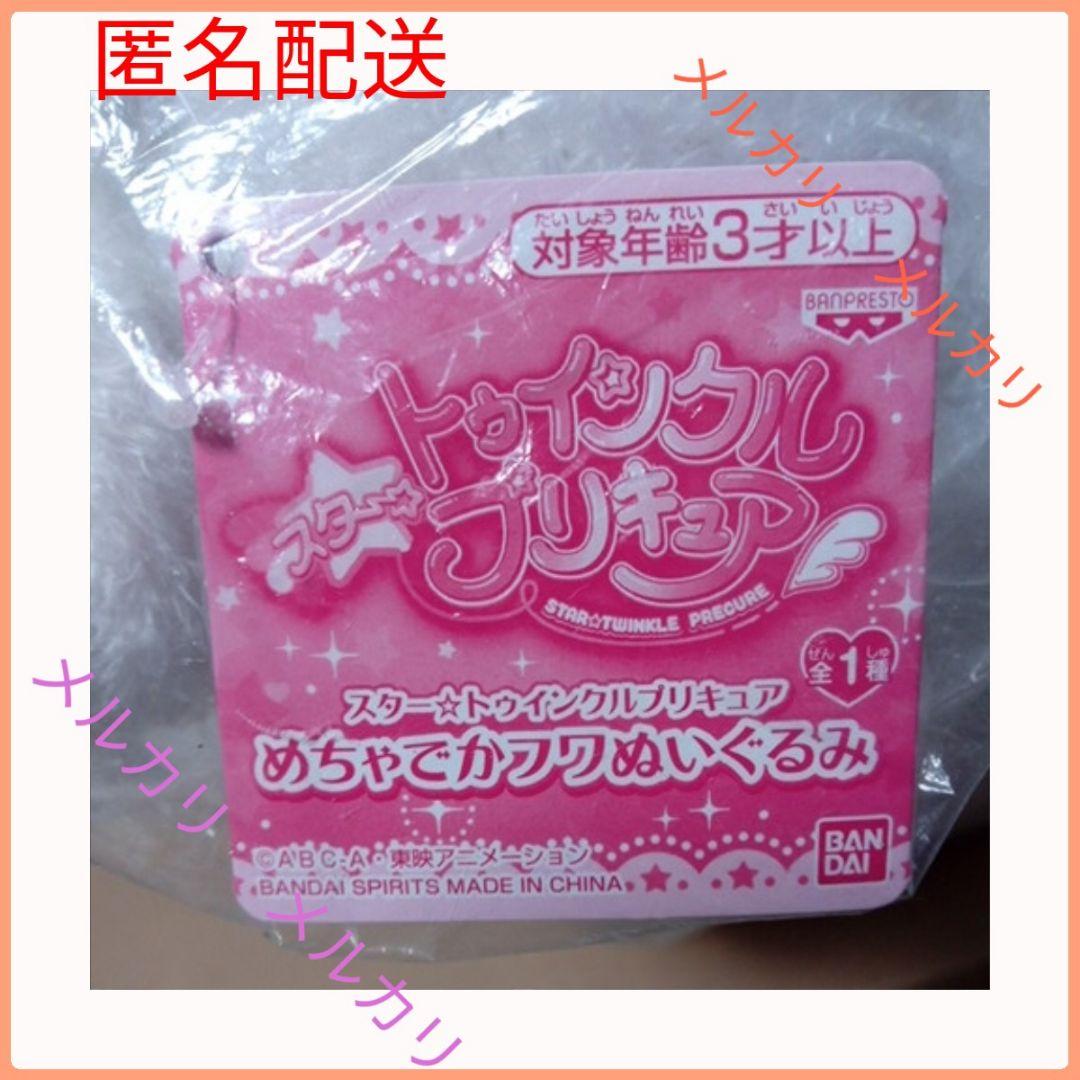 匿名配送
メルカリ
たいしょうねんれい さい いじょう
対象年齢3才以上
メルカリ
BANPRESTO
スター☆
トゥインクル
プリキュア
STAR☆TWINKLE PRECURE
ぜん しゅ
全1種
スター☆トゥインクルプリキュア
めちゃでかフワぬいぐるみ
メルカリ
BAN
DAI
©ABC-A・東映アニメーション
BANDAI SPIRITS MADE IN CHINA
メルカリ